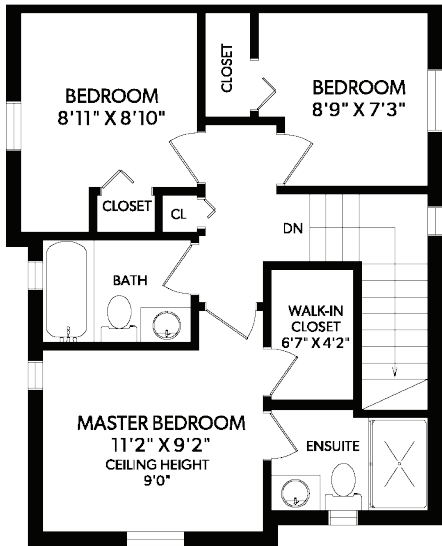 BEDROOM
8'11" X 8'10"
CLOSET
BEDROOM
8'9" X 7'3"
CLOSET
CL
DN
BATH
WALK-IN
CLOSET
6'7" X 4'2"
MASTER BEDROOM
11'2" X 9'2"
CEILING HEIGHT
9'0"
ENSUITE